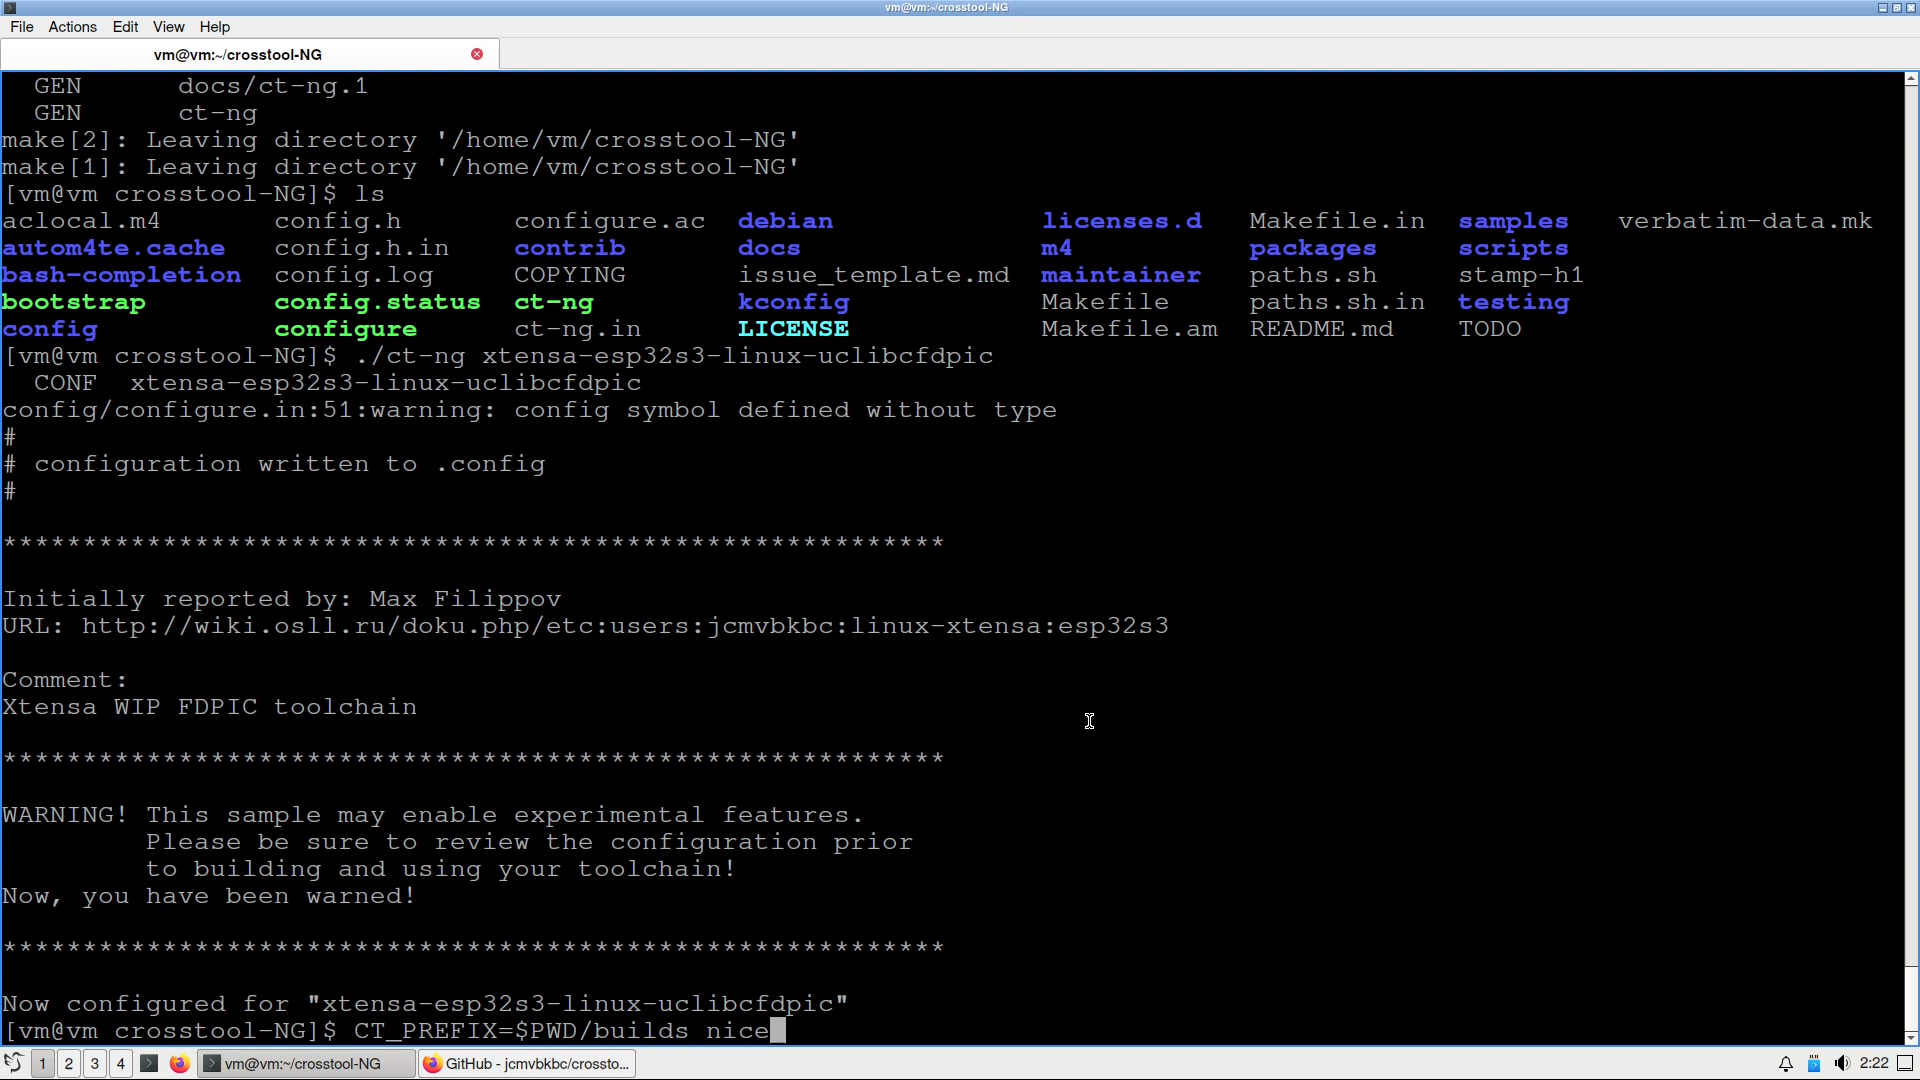 vm@vm:~/crosstool-NG
File Actions Edit View Help
vm@vm:~/crosstool-NG
  GEN      docs/ct-ng.1
  GEN      ct-ng
make[2]: Leaving directory '/home/vm/crosstool-NG'
make[1]: Leaving directory '/home/vm/crosstool-NG'
[vm@vm crosstool-NG]$ ls
aclocal.m4 config.h configure.ac debian licenses.d Makefile.in samples verbatim-data.mk
autom4te.cache config.h.in contrib docs m4 packages scripts
bash-completion config.log COPYING issue_template.md maintainer paths.sh stamp-h1
bootstrap config.status ct-ng kconfig Makefile paths.sh.in testing
config configure ct-ng.in LICENSE Makefile.am README.md TODO
[vm@vm crosstool-NG]$ ./ct-ng xtensa-esp32s3-linux-uclibcfdpic
  CONF  xtensa-esp32s3-linux-uclibcfdpic
config/configure.in:51:warning: config symbol defined without type
#
# configuration written to .config
#
***********************************************************
Initially reported by: Max Filippov
URL: http://wiki.osll.ru/doku.php/etc:users:jcmvbkbc:linux-xtensa:esp32s3
Comment:
Xtensa WIP FDPIC toolchain
***********************************************************
WARNING! This sample may enable experimental features.
         Please be sure to review the configuration prior
         to building and using your toolchain!
Now, you have been warned!
***********************************************************
Now configured for "xtensa-esp32s3-linux-uclibcfdpic"
[vm@vm crosstool-NG]$ CT_PREFIX=$PWD/builds nice
1 2 3 4 vm@vm:~/crosstool-NG GitHub - jcmvbkbc/crossto... 2:22